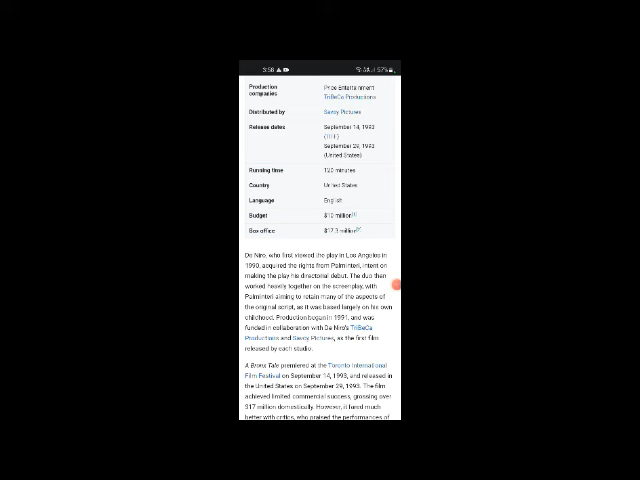 57%
Production Price Entertainment
companies TriBeCa Productions
Distributed by Savoy Pictures
Release dates September 14, 1993
September 29, 1993
(United States)
Running time 120 minutes
Country United States
Language English
Budget $10 million
Box office $17.3 million
De Niro, who first viewed the play in Los Angeles in
1990, acquired the rights from Palminteri, intent on
making the play his directorial debut. The duo then
worked heavily together on the screenplay, with
Palminteri aiming to retain many of the aspects of
the original script, as it was based largely on his own
childhood. Production began in 1991, and was
funded in collaboration with De Niro's TriBeCa
Productions and Savoy Pictures, as the first film
released by each studio.
A Bronx Tale premiered at the Toronto International
Film Festival on September 14, 1993, and released in
the United States on September 29, 1993. The film
achieved limited commercial success, grossing over
$17 million domestically. However, it fared much
better with critics, who praised the performances of